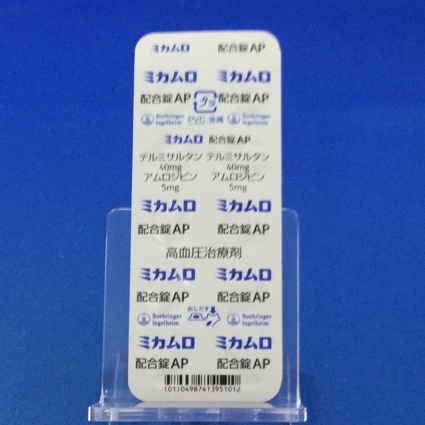 ミカムロ 配合錠AP
ミカムロ ミカムロ
配合錠AP プラ 配合錠AP
Boehringer Ingelheim PVC,金属 Boehringer Ingelheim
ミカムロ 配合錠AP
テルミサルタン テルミサルタン
40mg 40mg
アムロジピン アムロジピン
5mg 5mg
ミカムロ ミカムロ
配合錠AP 配合錠AP
高血圧治療剤
ミカムロ ミカムロ
配合錠AP 配合錠AP
Boehringer Ingelheim おしだす Boehringer Ingelheim
ミカムロ ミカムロ
配合錠AP 配合錠AP
(01)04987413951012